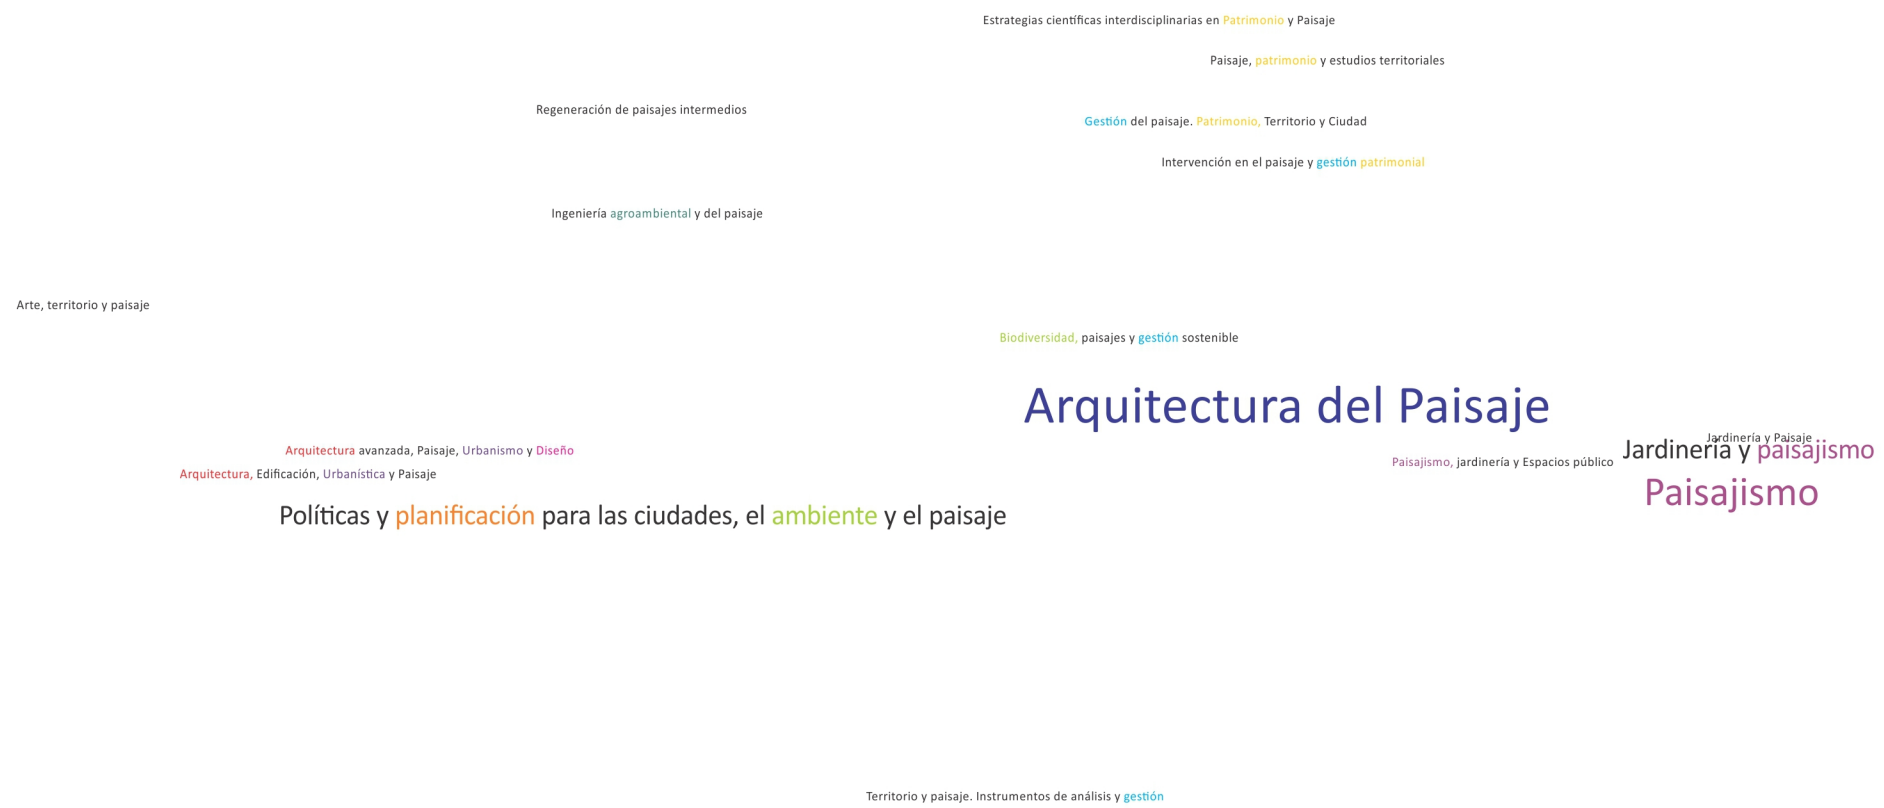 Estrategias científicas interdisciplinarias en Patrimonio y Paisaje
Paisaje, patrimonio y estudios territoriales
Regeneración de paisajes intermedios
Gestión del paisaje. Patrimonio, Territorio y Ciudad
Intervención en el paisaje y gestión patrimonial
Ingeniería agroambiental y del paisaje
Arte, territorio y paisaje
Biodiversidad, paisajes y gestión sostenible
Arquitectura del Paisaje
Jardinería y Paisaje
Jardinería y paisajismo
Arquitectura avanzada, Paisaje, Urbanismo y Diseño
Paisajismo, jardinería y Espacios público
Arquitectura, Edificación, Urbanística y Paisaje
Paisajismo
Políticas y planificación para las ciudades, el ambiente y el paisaje
Territorio y paisaje. Instrumentos de análisis y gestión